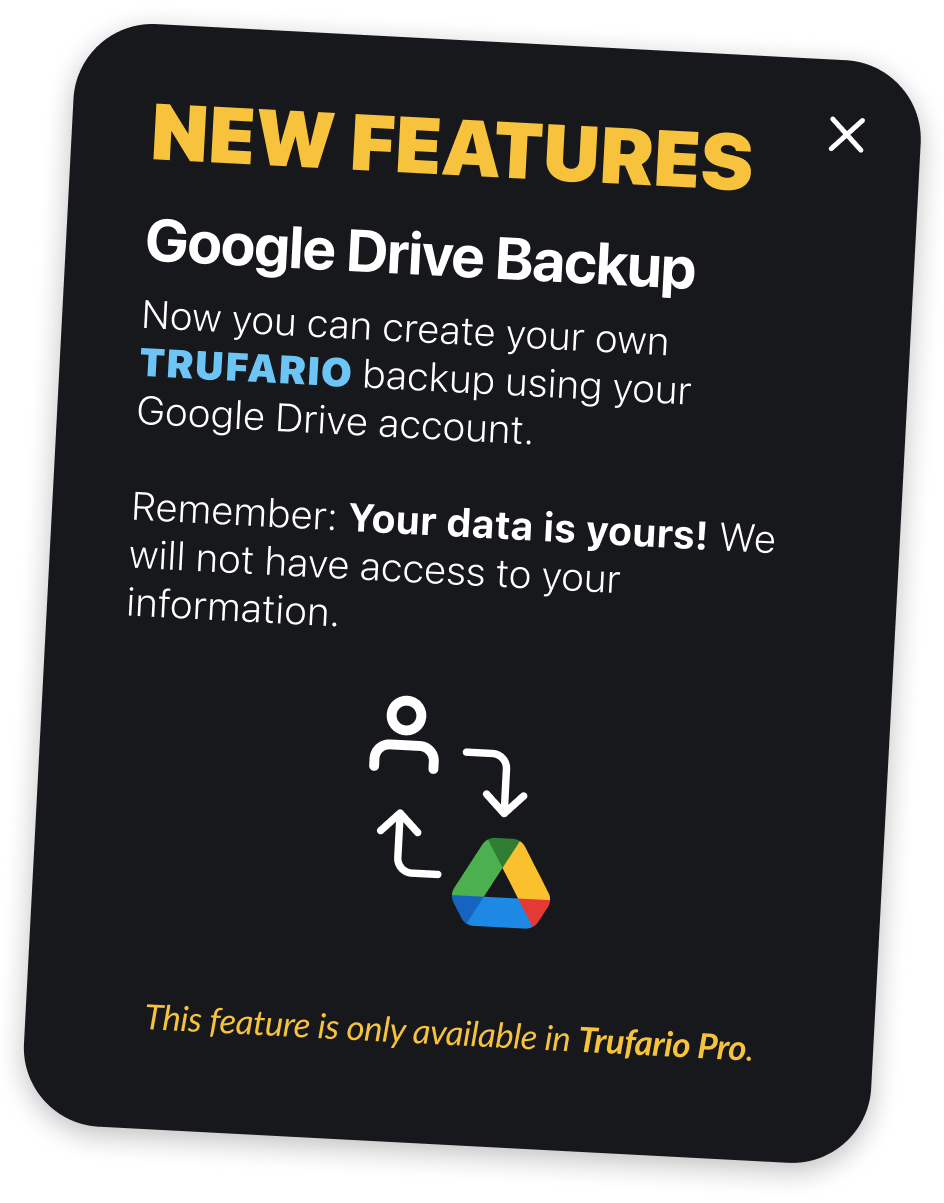 NEW FEATURES
Google Drive Backup
Now you can create your own
TRUFARIO backup using your
Google Drive account.
Remember: Your data is yours! We
will not have access to your
information.
This feature is only available in Trufario Pro.